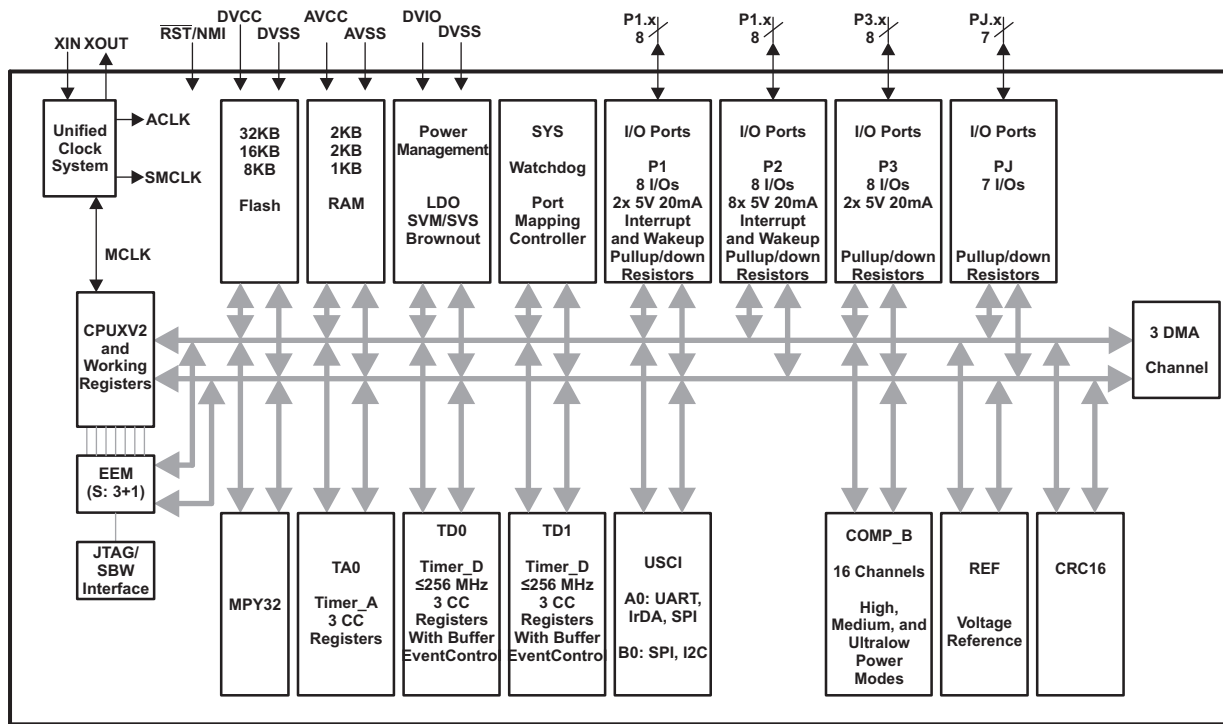 XIN XOUT
RST/NMI
DVCC
DVSS
AVCC
AVSS
DVIO
DVSS
P1.x
8
P1.x
8
P3.x
8
PJ.x
7
Unified
Clock
System
ACLK
SMCLK
MCLK
32KB
16KB
8KB
Flash
2KB
2KB
1KB
RAM
Power
Management
LDO
SVM/SVS
Brownout
SYS
Watchdog
Port
Mapping
Controller
I/O Ports
P1
8 I/Os
2x 5V 20mA
Interrupt
and Wakeup
Pullup/down
Resistors
I/O Ports
P2
8 I/Os
8x 5V 20mA
Interrupt
and Wakeup
Pullup/down
Resistors
I/O Ports
P3
8 I/Os
2x 5V 20mA
Pullup/down
Resistors
I/O Ports
PJ
7 I/Os
Pullup/down
Resistors
CPUXV2
and
Working
Registers
3 DMA
Channel
EEM
(S: 3+1)
JTAG/
SBW
Interface
MPY32
TA0
Timer_A
3 CC
Registers
TD0
Timer_D
≤256 MHz
3 CC
Registers
With Buffer
EventControl
TD1
Timer_D
≤256 MHz
3 CC
Registers
With Buffer
EventControl
USCI
A0: UART,
IrDA, SPI
B0: SPI, I2C
COMP_B
16 Channels
High,
Medium, and
Ultralow
Power
Modes
REF
Voltage
Reference
CRC16